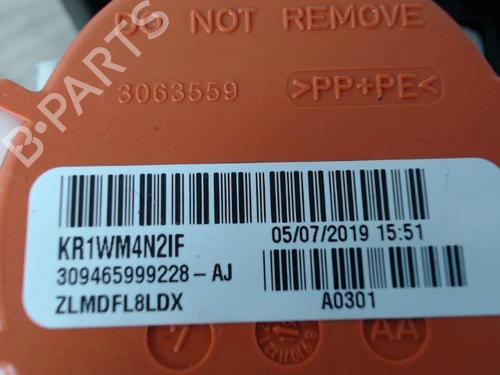 DO NOT REMOVE
3063559
>PP+PE<
B-PARTS
KR1WM4N2IF
05/07/2019 15:51
309465999228-AJ
ZLMDFL8LDX
A0301
AA